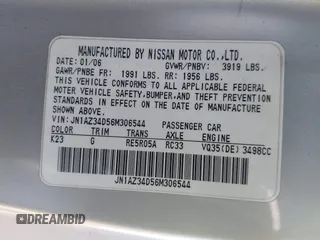 MANUFACTURED BY NISSAN MOTOR CO.,LTD.
DATE: 01/06 GVWR/PNBV: 3919 LBS.
GAWR/PNBE FR: 1991 LBS. RR: 1956 LBS.
THIS VEHICLE CONFORMS TO ALL APPLICABLE
FEDERAL MOTOR VEHICLE SAFETY, BUMPER, AND THEFT
PREVENTION STANDARDS IN EFFECT ON THE DATE OF
MANUFACTURE SHOWN ABOVE.
VIN: JN1AZ34D56M306544 PASSENGER CAR
COLOR TRIM TRANS AXLE ENGINE
K23 G RE5R05A RC33 VQ35(DE) 3498CC
JN1AZ34D56M306544
DREAMBID